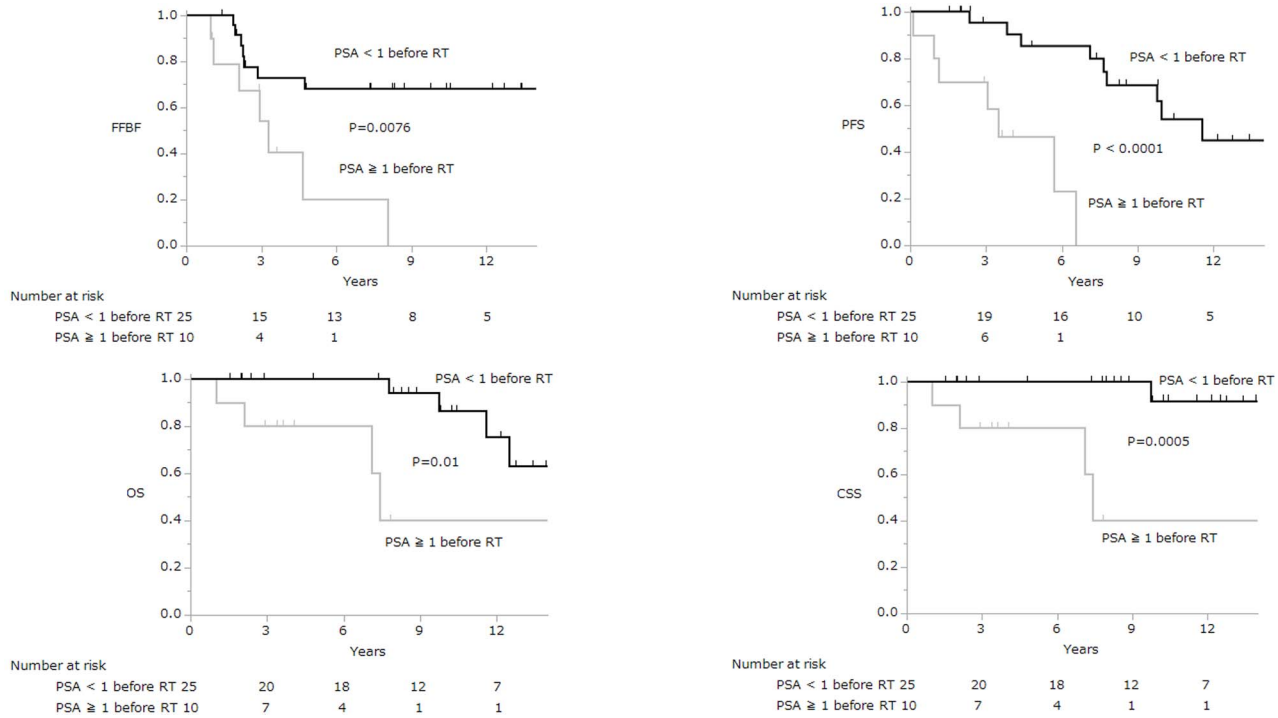 1.0
0.8
0.6
0.4
0.2
0.0
FFBF
PSA < 1 before RT
P=0.0076
PSA ≧ 1 before RT
0 3 6 9 12
Years
Number at risk
PSA < 1 before RT 25 15 13 8 5
PSA ≧ 1 before RT 10 4 1
1.0
0.8
0.6
0.4
0.2
0.0
PFS
PSA < 1 before RT
P < 0.0001
PSA ≧ 1 before RT
0 3 6 9 12
Years
Number at risk
PSA < 1 before RT 25 19 16 10 5
PSA ≧ 1 before RT 10 6 1
1.0
0.8
0.6
0.4
0.2
0.0
OS
PSA < 1 before RT
P=0.01
PSA ≧ 1 before RT
0 3 6 9 12
Years
Number at risk
PSA < 1 before RT 25 20 18 12 7
PSA ≧ 1 before RT 10 7 4 1 1
1.0
0.8
0.6
0.4
0.2
0.0
CSS
PSA < 1 before RT
P=0.0005
PSA ≧ 1 before RT
0 3 6 9 12
Years
Number at risk
PSA < 1 before RT 25 20 18 12 7
PSA ≧ 1 before RT 10 7 4 1 1